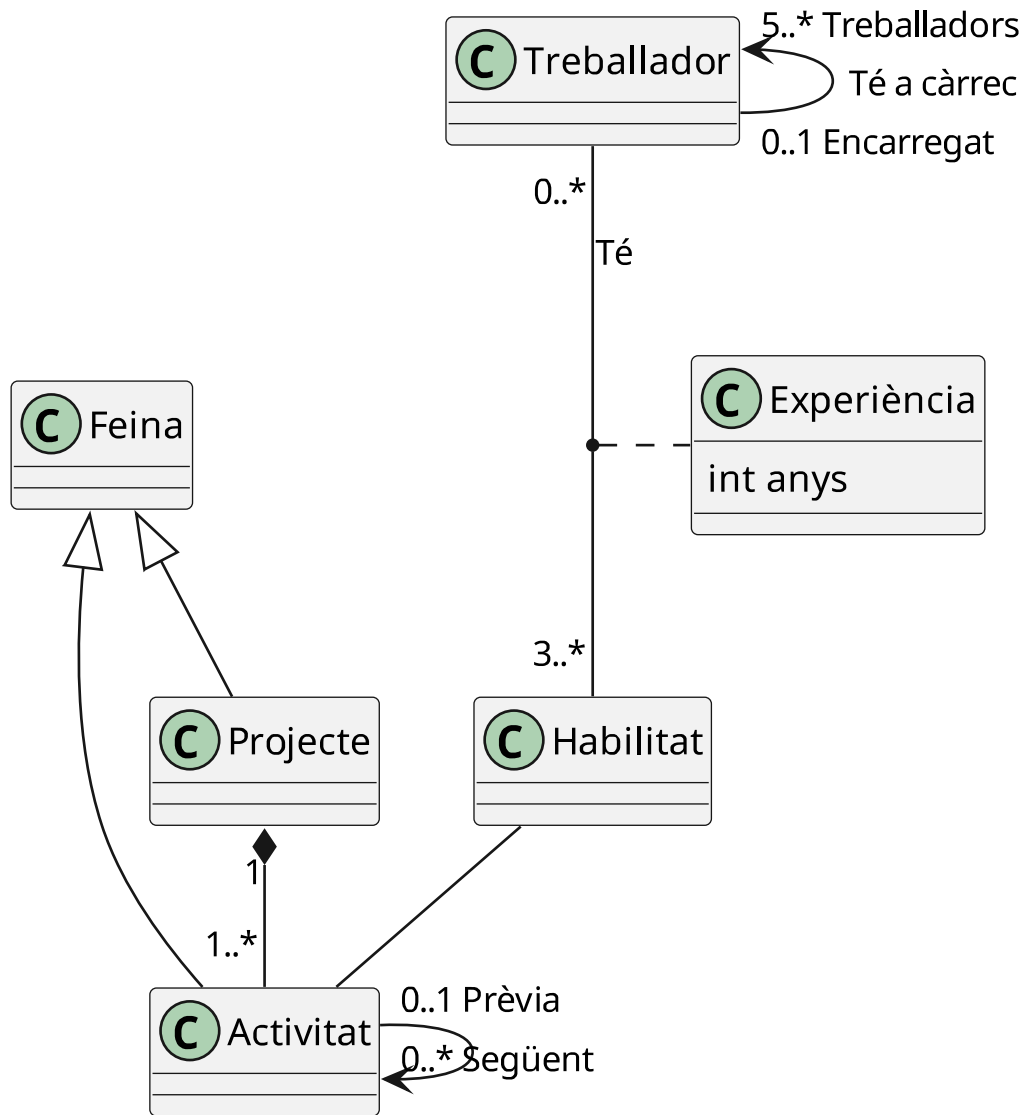 5..* Treballadors
C Treballador
Té a càrrec
0..1 Encarregat
0..*
Té
C Experiència
int anys
C Feina
3..*
C Projecte
C Habilitat
1
1..*
0..1 Prèvia
C Activitat
0..* Següent